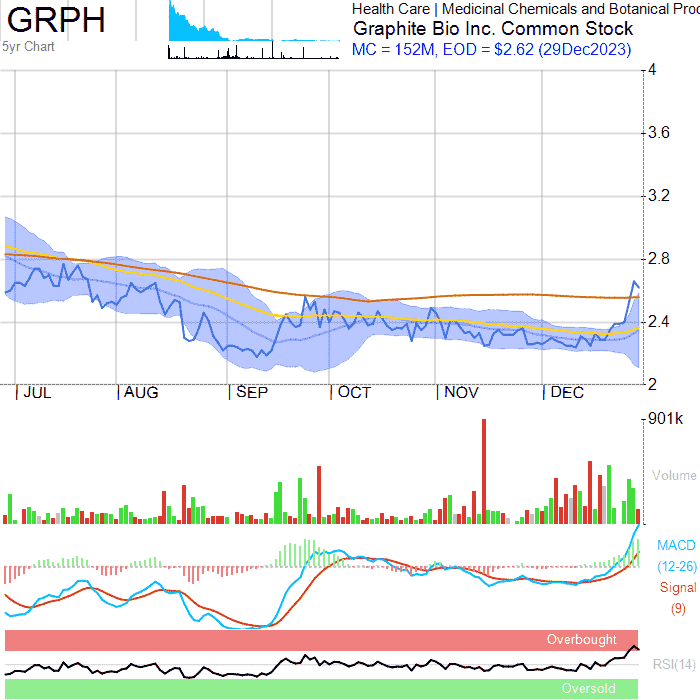 GRPH
5yr Chart
Health Care | Medicinal Chemicals and Botanical Proc
Graphite Bio Inc. Common Stock
MC = 152M, EOD = $2.62 (29Dec2023)
4
3.6
3.2
2.8
2.4
2
JUL
AUG
SEP
OCT
NOV
DEC
901k
Volume
MACD
(12-26)
Signal
(9)
Overbought
RSI(14)
Oversold